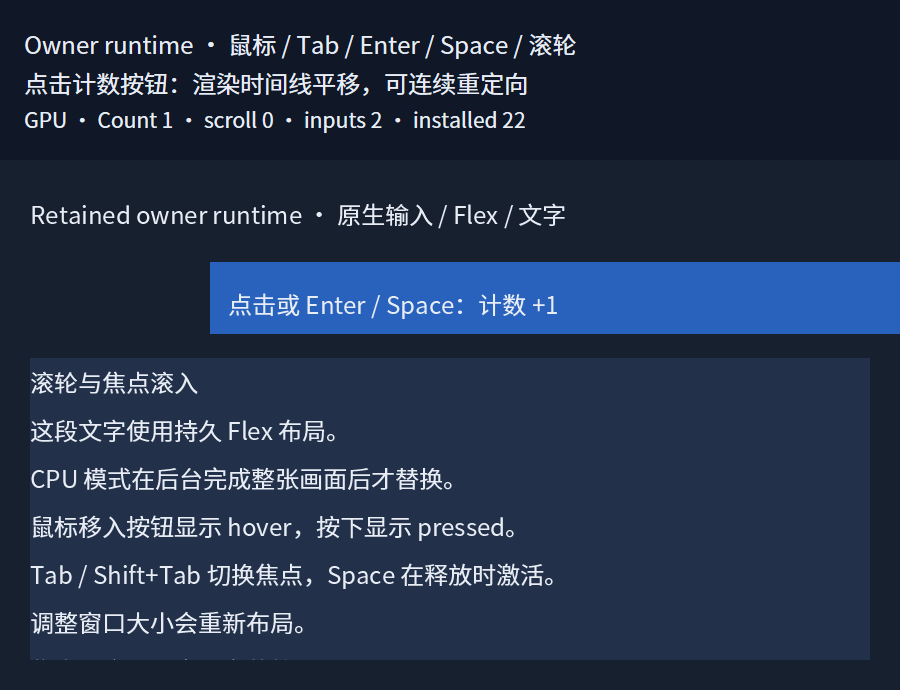 Owner runtime · 鼠标 / Tab / Enter / Space / 滚轮
点击计数按钮：渲染时间线平移，可连续重定向
GPU · Count 1 · scroll 0 · inputs 2 · installed 22
Retained owner runtime · 原生输入 / Flex / 文字
点击或 Enter / Space：计数 +1
滚轮与焦点滚入
这段文字使用持久 Flex 布局。
CPU 模式在后台完成整张画面后才替换。
鼠标移入按钮显示 hover，按下显示 pressed。
Tab / Shift+Tab 切换焦点，Space 在释放时激活。
调整窗口大小会重新布局。